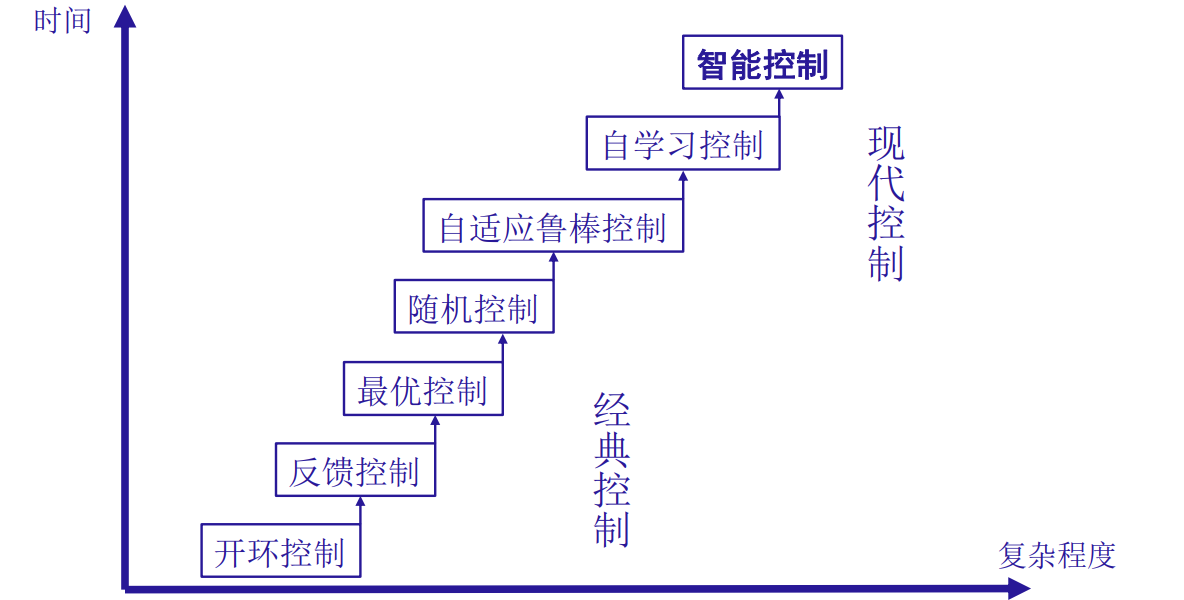 时间
智能控制
自学习控制
现代控制
自适应鲁棒控制
随机控制
最优控制
经典控制
反馈控制
开环控制
复杂程度